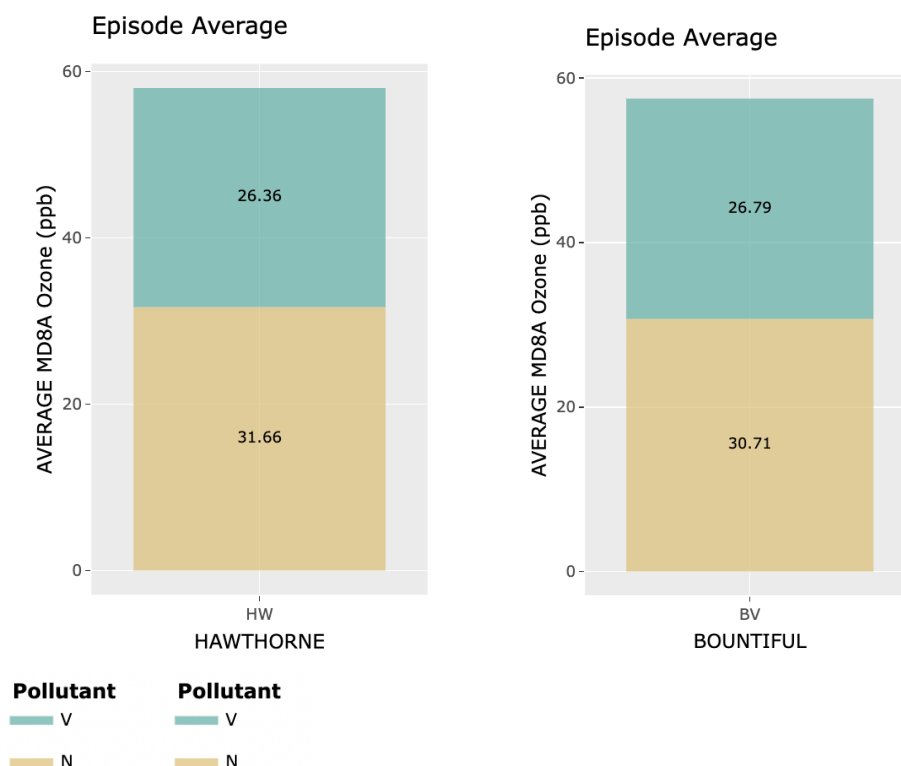 Episode Average
60
40
20
0
AVERAGE MD8A Ozone (ppb)
26.36
31.66
HW
HAWTHORNE
Episode Average
60
40
20
0
AVERAGE MD8A Ozone (ppb)
26.79
30.71
BV
BOUNTIFUL
Pollutant
V
N
Pollutant
V
N